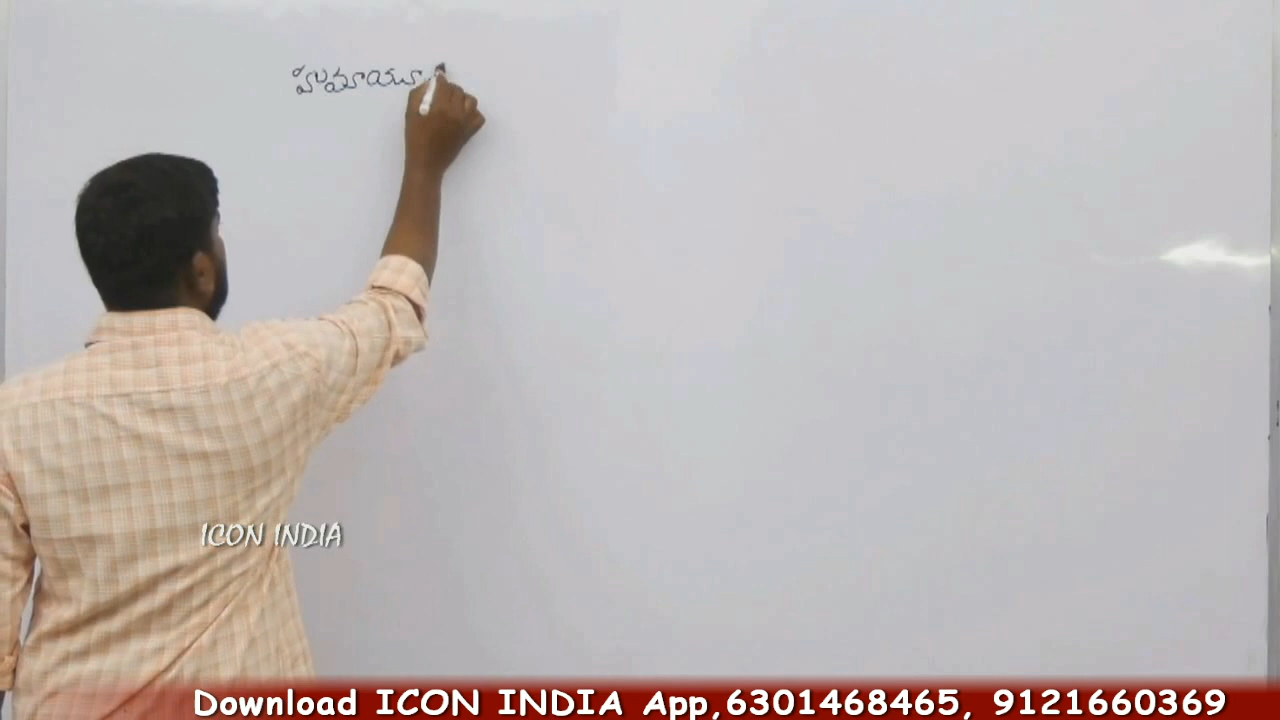 హుమాయూ
ICON INDIA
Download ICON INDIA App,6301468465, 9121660369